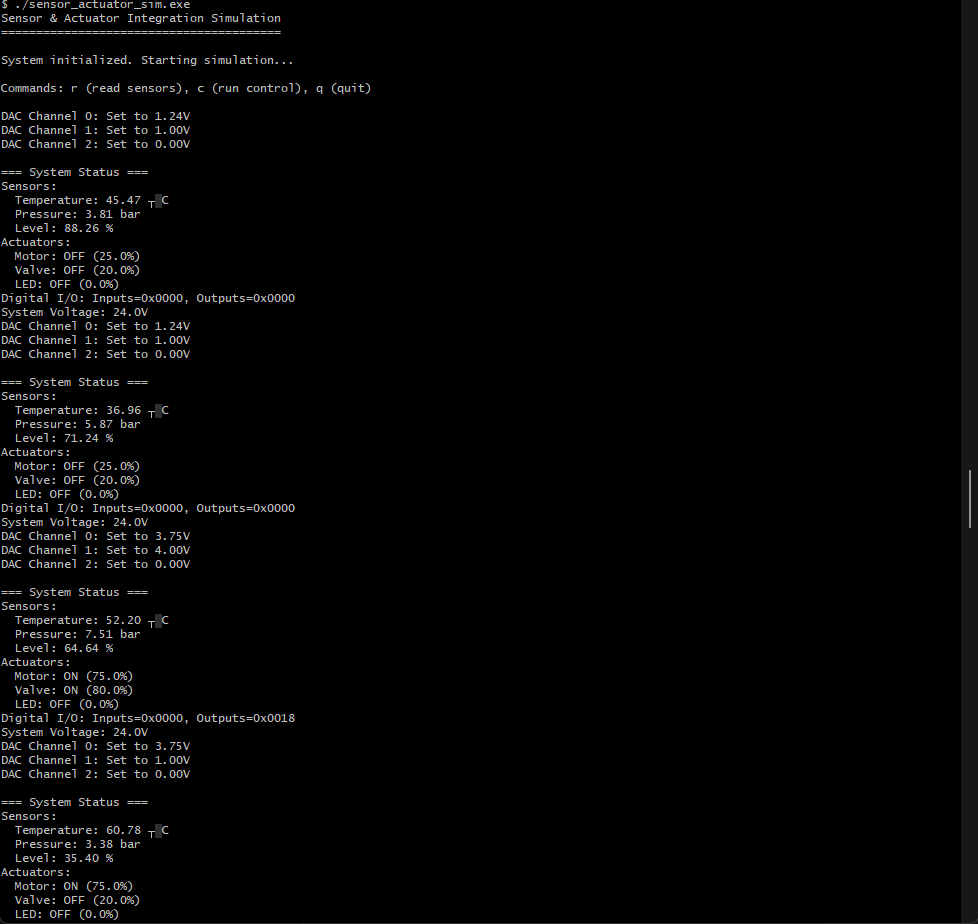 $ ./sensor_actuator_sim.exe
Sensor & Actuator Integration Simulation
========================================
System initialized. Starting simulation...
Commands: r (read sensors), c (run control), q (quit)
DAC Channel 0: Set to 1.24V
DAC Channel 1: Set to 1.00V
DAC Channel 2: Set to 0.00V
=== System Status ===
Sensors:
  Temperature: 45.47 ┬░C
  Pressure: 3.81 bar
  Level: 88.26 %
Actuators:
  Motor: OFF (25.0%)
  Valve: OFF (20.0%)
  LED: OFF (0.0%)
Digital I/O: Inputs=0x0000, Outputs=0x0000
System Voltage: 24.0V
DAC Channel 0: Set to 1.24V
DAC Channel 1: Set to 1.00V
DAC Channel 2: Set to 0.00V
=== System Status ===
Sensors:
  Temperature: 36.96 ┬░C
  Pressure: 5.87 bar
  Level: 71.24 %
Actuators:
  Motor: OFF (25.0%)
  Valve: OFF (20.0%)
  LED: OFF (0.0%)
Digital I/O: Inputs=0x0000, Outputs=0x0000
System Voltage: 24.0V
DAC Channel 0: Set to 3.75V
DAC Channel 1: Set to 4.00V
DAC Channel 2: Set to 0.00V
=== System Status ===
Sensors:
  Temperature: 52.20 ┬░C
  Pressure: 7.51 bar
  Level: 64.64 %
Actuators:
  Motor: ON (75.0%)
  Valve: ON (80.0%)
  LED: OFF (0.0%)
Digital I/O: Inputs=0x0000, Outputs=0x0018
System Voltage: 24.0V
DAC Channel 0: Set to 3.75V
DAC Channel 1: Set to 1.00V
DAC Channel 2: Set to 0.00V
=== System Status ===
Sensors:
  Temperature: 60.78 ┬░C
  Pressure: 3.38 bar
  Level: 35.40 %
Actuators:
  Motor: ON (75.0%)
  Valve: OFF (20.0%)
  LED: OFF (0.0%)